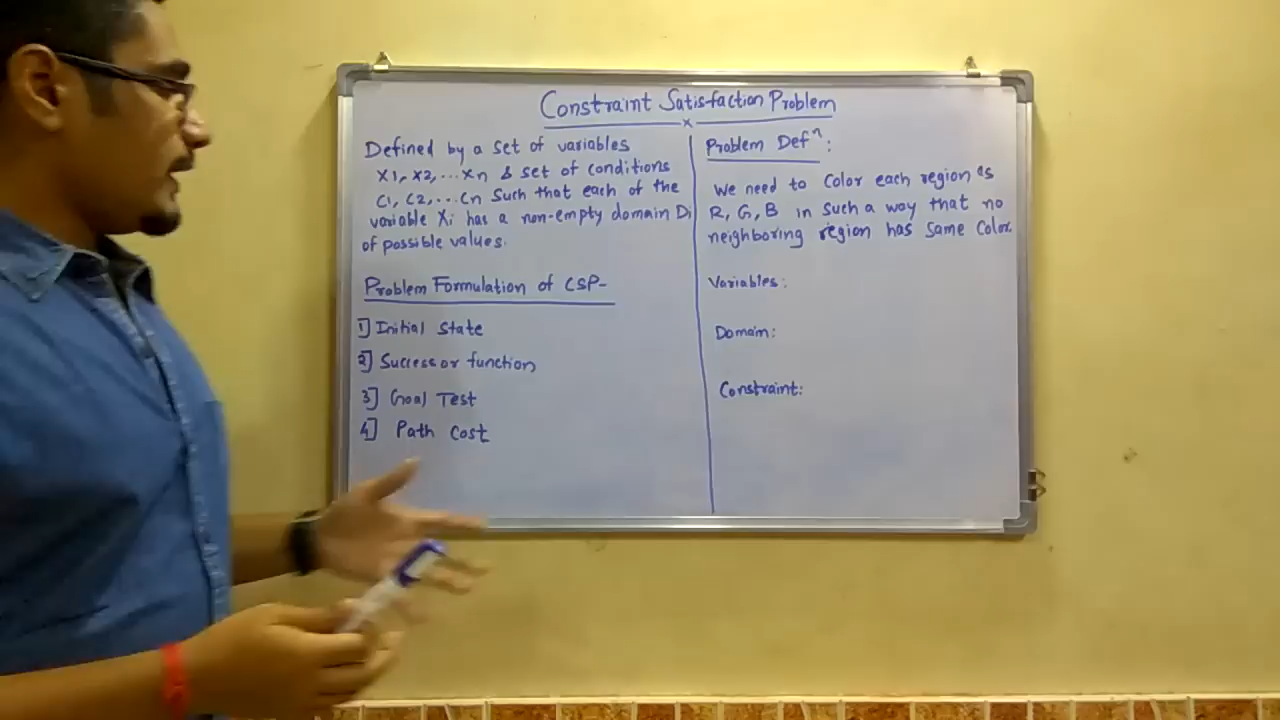 Constraint Satisfaction Problem
x
Defined by a set of variables
X1, X2, ... Xn & set of conditions
C1, C2, ... Cn Such that each of the
variable Xi has a non-empty domain Di
of possible values.
Problem Formulation of CSP-
1] Initial State
2] Successor function
3] Goal Test
4] Path Cost
Problem Defn:
We need to Color each region as
R, G, B in Such a way that no
neighboring region has same Color.
Variables:
Domain:
Constraint: